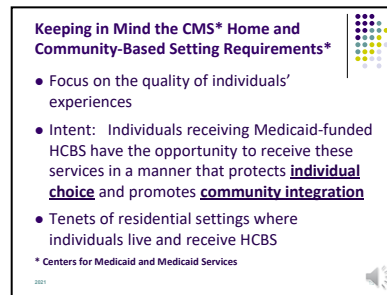 Keeping in Mind the CMS* Home and
Community-Based Setting Requirements*
• Focus on the quality of individuals'
experiences
• Intent: Individuals receiving Medicaid-funded
HCBS have the opportunity to receive these
services in a manner that protects individual
choice and promotes community integration
• Tenets of residential settings where
individuals live and receive HCBS
* Centers for Medicaid and Medicaid Services
2021